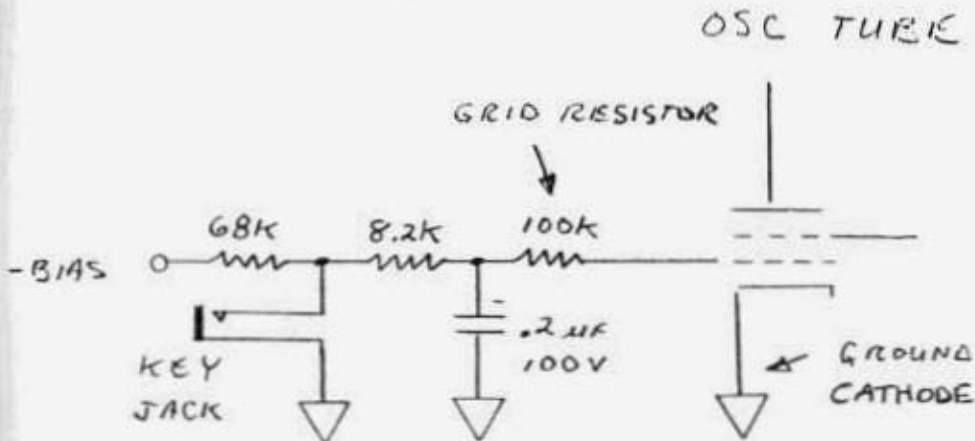 OSC TUBE
GRID RESISTOR
68K
8.2K
100K
-BIAS
KEY
JACK
-
.2 µF
100V
GROUND
CATHODE